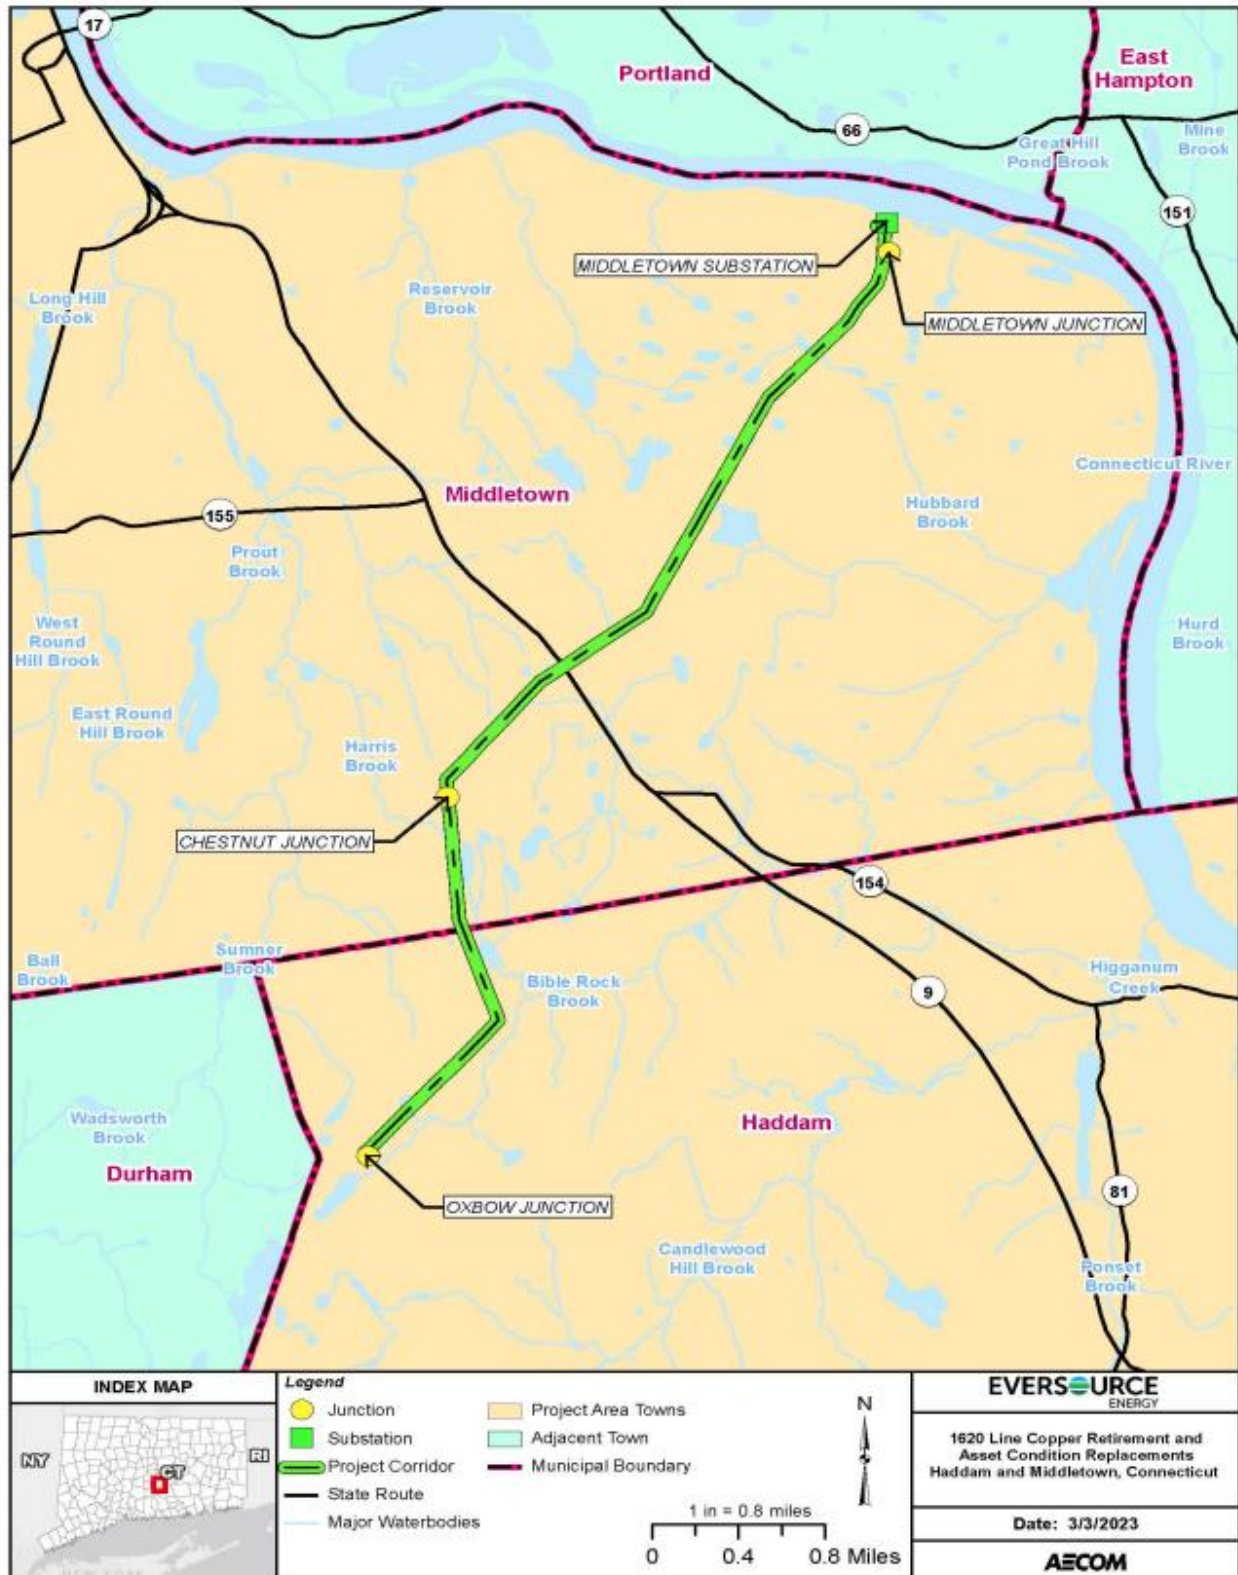 17
Portland
East
Hampton
66
Great Hill
Pond Brook
Mine
Brook
151
MIDDLETOWN SUBSTATION
Long Hill
Brook
Reservoir
Brook
MIDDLETOWN JUNCTION
Connecticut River
Middletown
Hubbard
Brook
155
Prout
Brook
West
Round
Hill Brook
Hurd
Brook
East Round
Hill Brook
Harris
Brook
CHESTNUT JUNCTION
154
Ball
Brook
Sumner
Brook
Bible Rock
Brook
Higganum
Creek
9
Wadsworth
Brook
Haddam
Durham
81
OXBOW JUNCTION
Candlewood
Hill Brook
Ponset
Brook
INDEX MAP
NY
CT
RI
NEW YORK
Legend
Junction
Substation
Project Corridor
State Route
Major Waterbodies
Project Area Towns
Adjacent Town
Municipal Boundary
N
1 in = 0.8 miles
0 0.4 0.8 Miles
EVERSOURCE
ENERGY
1620 Line Copper Retirement and
Asset Condition Replacements
Haddam and Middletown, Connecticut
Date: 3/3/2023
AECOM